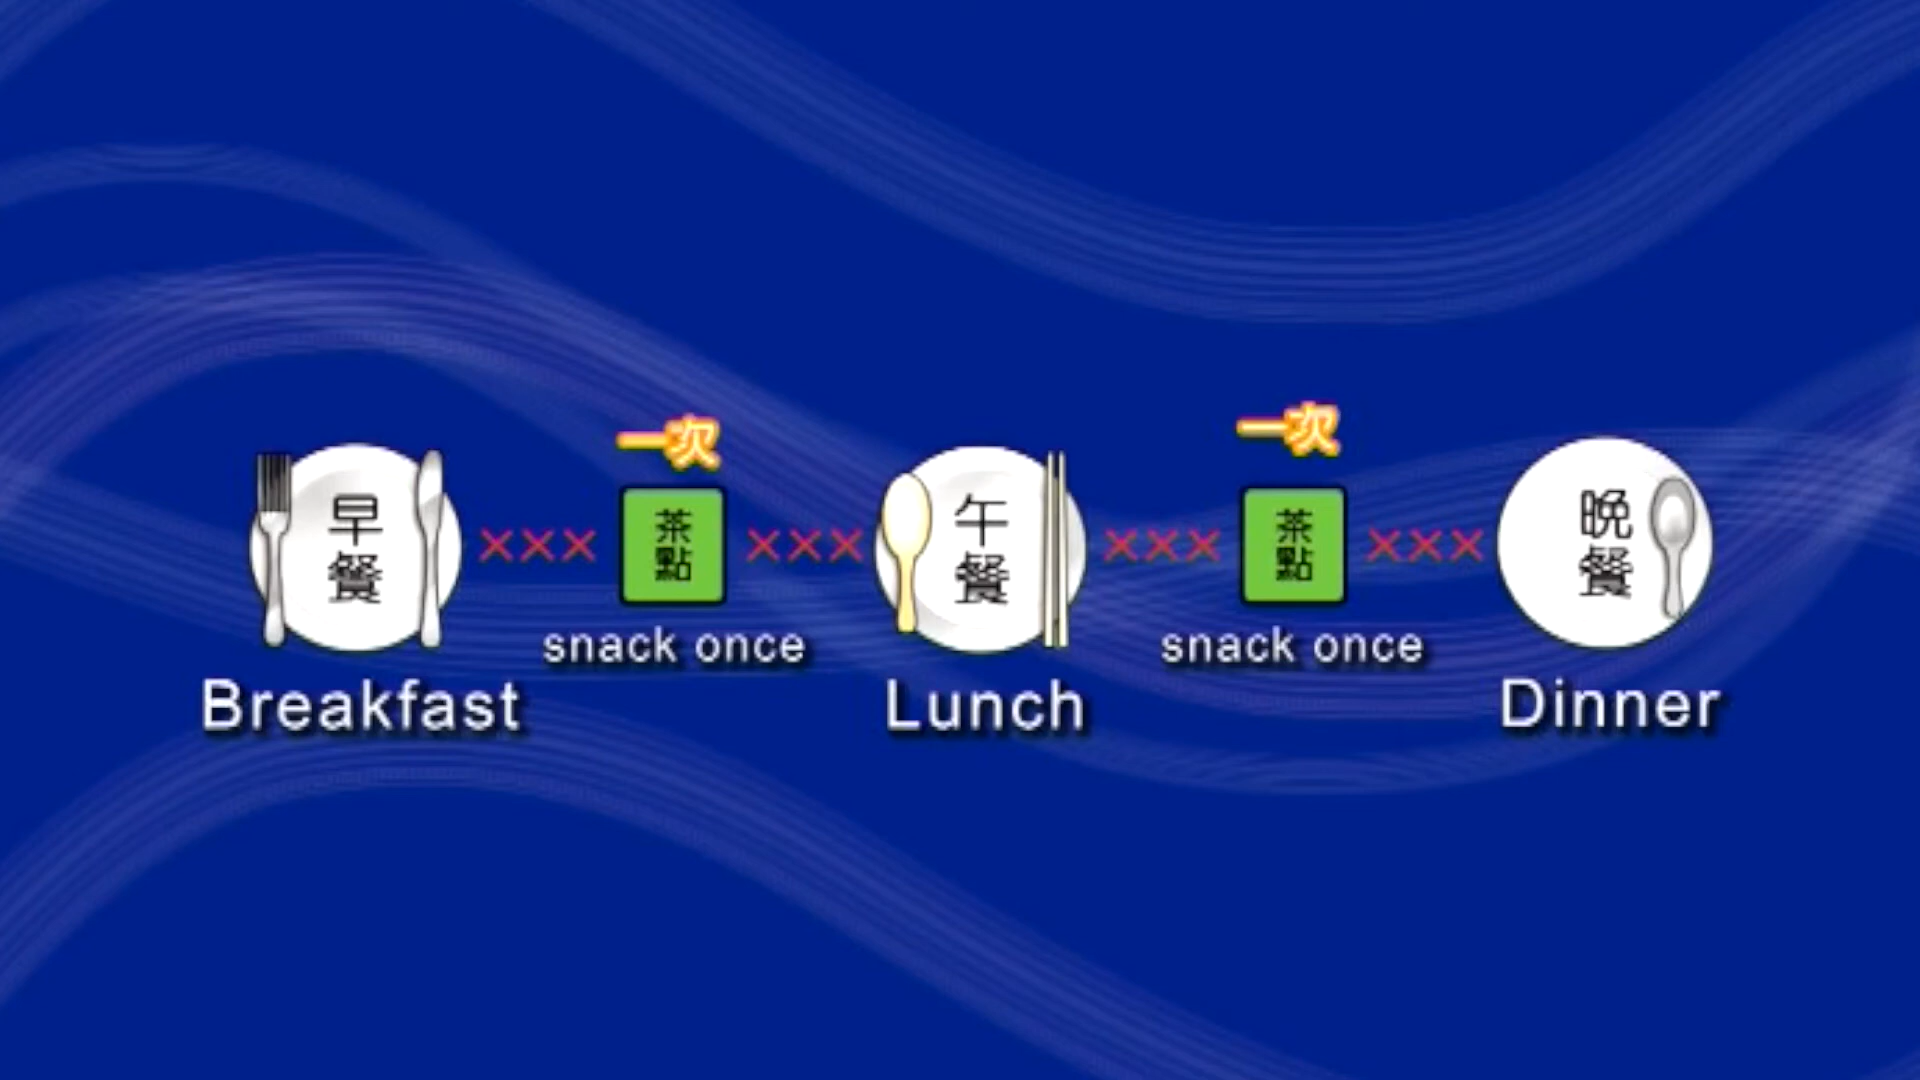 一次
一次
早餐
×××
茶點
×××
午餐
×××
茶點
×××
晚餐
snack once
snack once
Breakfast
Lunch
Dinner